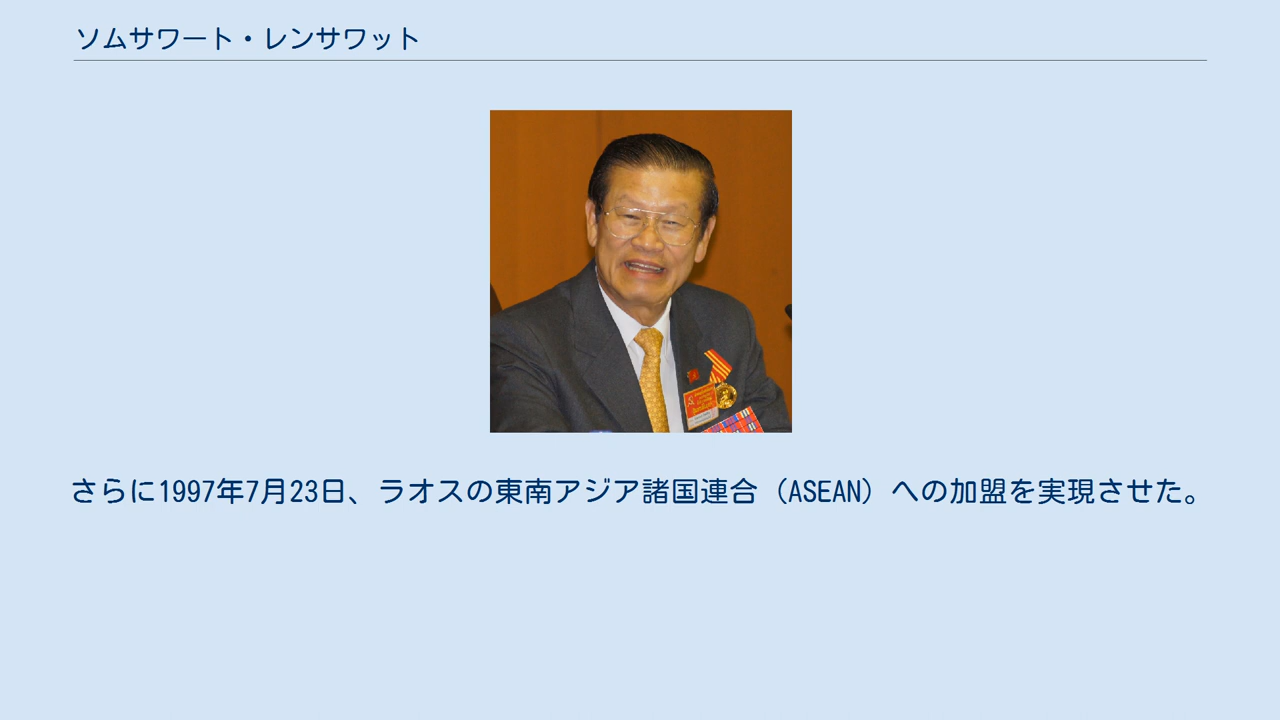 ソムサワート・レンサワット
さらに1997年7月23日、ラオスの東南アジア諸国連合（ASEAN）への加盟を実現させた。